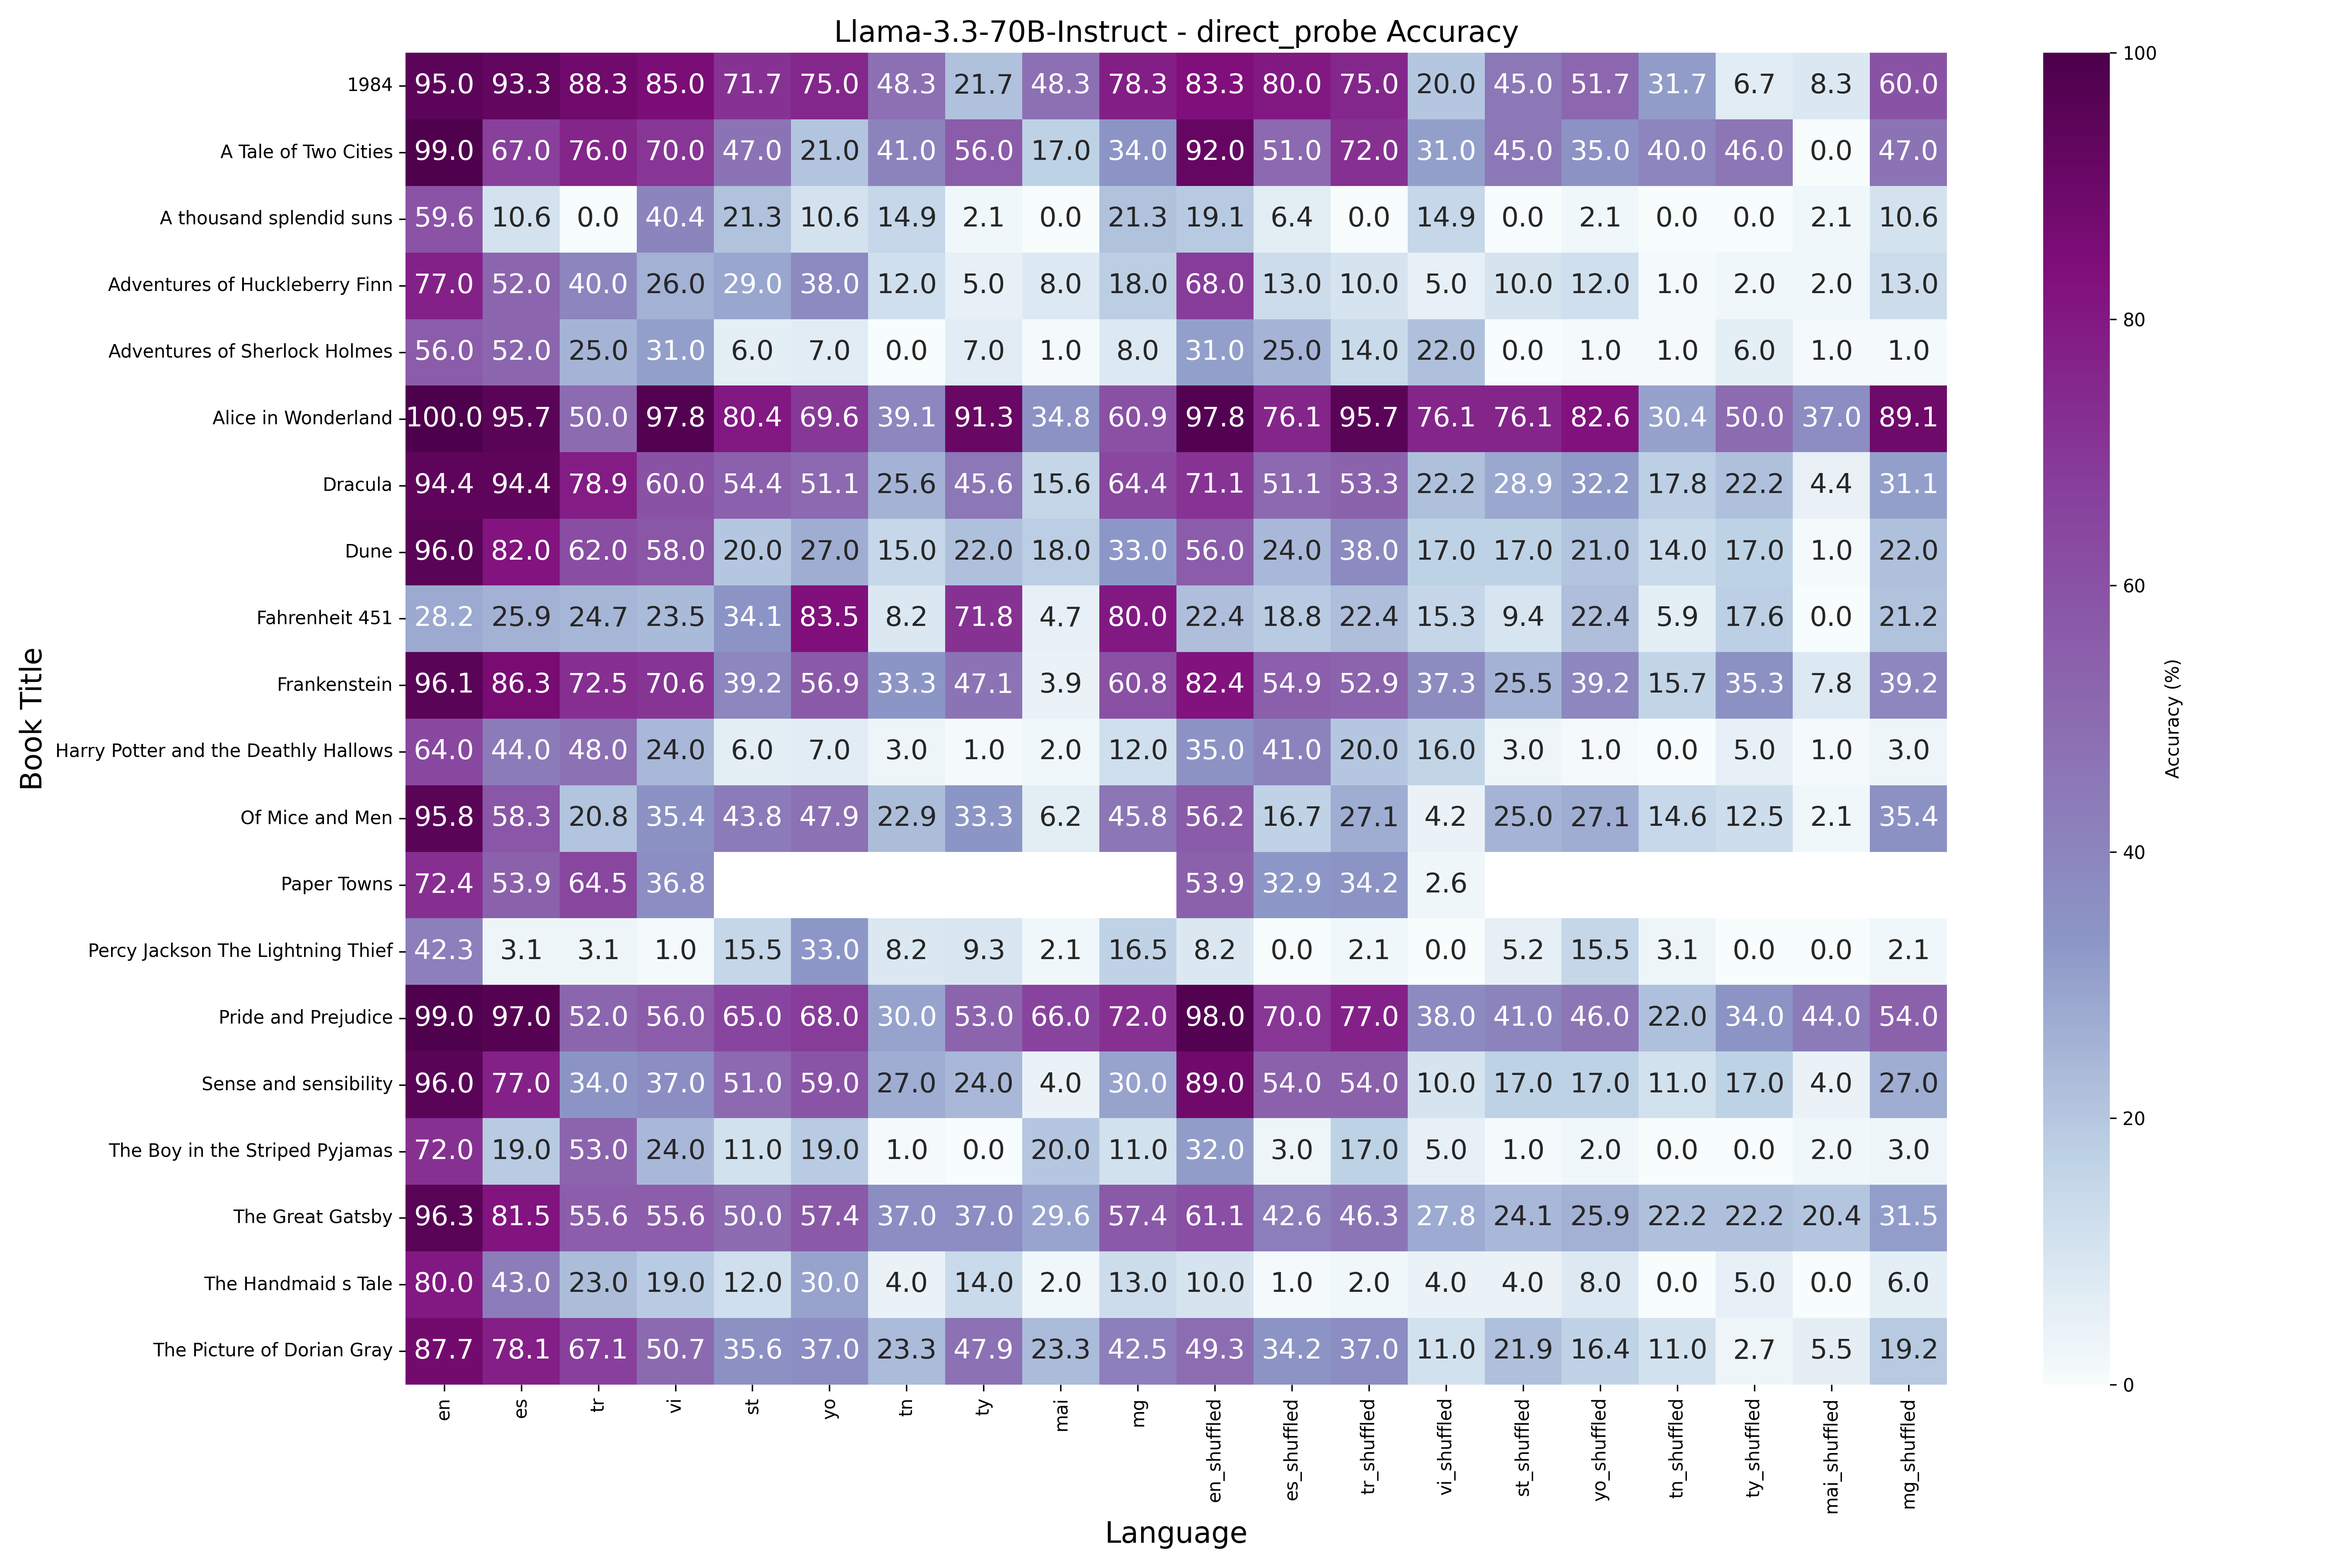 Llama-3.3-70B-Instruct - direct_probe Accuracy
1984 95.0 93.3 88.3 85.0 71.7 75.0 48.3 21.7 48.3 78.3 83.3 80.0 75.0 20.0 45.0 51.7 31.7 6.7 8.3 60.0
A Tale of Two Cities 99.0 67.0 76.0 70.0 47.0 21.0 41.0 56.0 17.0 34.0 92.0 51.0 72.0 31.0 45.0 35.0 40.0 46.0 0.0 47.0
A thousand splendid suns 59.6 10.6 0.0 40.4 21.3 10.6 14.9 2.1 0.0 21.3 19.1 6.4 0.0 14.9 0.0 2.1 0.0 0.0 2.1 10.6
Adventures of Huckleberry Finn 77.0 52.0 40.0 26.0 29.0 38.0 12.0 5.0 8.0 18.0 68.0 13.0 10.0 5.0 10.0 12.0 1.0 2.0 2.0 13.0
Adventures of Sherlock Holmes 56.0 52.0 25.0 31.0 6.0 7.0 0.0 7.0 1.0 8.0 31.0 25.0 14.0 22.0 0.0 1.0 1.0 6.0 1.0 1.0
Alice in Wonderland 100.0 95.7 50.0 97.8 80.4 69.6 39.1 91.3 34.8 60.9 97.8 76.1 95.7 76.1 76.1 82.6 30.4 50.0 37.0 89.1
Dracula 94.4 94.4 78.9 60.0 54.4 51.1 25.6 45.6 15.6 64.4 71.1 51.1 53.3 22.2 28.9 32.2 17.8 22.2 4.4 31.1
Dune 96.0 82.0 62.0 58.0 20.0 27.0 15.0 22.0 18.0 33.0 56.0 24.0 38.0 17.0 17.0 21.0 14.0 17.0 1.0 22.0
Fahrenheit 451 28.2 25.9 24.7 23.5 34.1 83.5 8.2 71.8 4.7 80.0 22.4 18.8 22.4 15.3 9.4 22.4 5.9 17.6 0.0 21.2
Frankenstein 96.1 86.3 72.5 70.6 39.2 56.9 33.3 47.1 3.9 60.8 82.4 54.9 52.9 37.3 25.5 39.2 15.7 35.3 7.8 39.2
Harry Potter and the Deathly Hallows 64.0 44.0 48.0 24.0 6.0 7.0 3.0 1.0 2.0 12.0 35.0 41.0 20.0 16.0 3.0 1.0 0.0 5.0 1.0 3.0
Of Mice and Men 95.8 58.3 20.8 35.4 43.8 47.9 22.9 33.3 6.2 45.8 56.2 16.7 27.1 4.2 25.0 27.1 14.6 12.5 2.1 35.4
Paper Towns 72.4 53.9 64.5 36.8 53.9 32.9 34.2 2.6
Percy Jackson The Lightning Thief 42.3 3.1 3.1 1.0 15.5 33.0 8.2 9.3 2.1 16.5 8.2 0.0 2.1 0.0 5.2 15.5 3.1 0.0 0.0 2.1
Pride and Prejudice 99.0 97.0 52.0 56.0 65.0 68.0 30.0 53.0 66.0 72.0 98.0 70.0 77.0 38.0 41.0 46.0 22.0 34.0 44.0 54.0
Sense and sensibility 96.0 77.0 34.0 37.0 51.0 59.0 27.0 24.0 4.0 30.0 89.0 54.0 54.0 10.0 17.0 17.0 11.0 17.0 4.0 27.0
The Boy in the Striped Pyjamas 72.0 19.0 53.0 24.0 11.0 19.0 1.0 0.0 20.0 11.0 32.0 3.0 17.0 5.0 1.0 2.0 0.0 0.0 2.0 3.0
The Great Gatsby 96.3 81.5 55.6 55.6 50.0 57.4 37.0 37.0 29.6 57.4 61.1 42.6 46.3 27.8 24.1 25.9 22.2 22.2 20.4 31.5
The Handmaid s Tale 80.0 43.0 23.0 19.0 12.0 30.0 4.0 14.0 2.0 13.0 10.0 1.0 2.0 4.0 4.0 8.0 0.0 5.0 0.0 6.0
The Picture of Dorian Gray 87.7 78.1 67.1 50.7 35.6 37.0 23.3 47.9 23.3 42.5 49.3 34.2 37.0 11.0 21.9 16.4 11.0 2.7 5.5 19.2
en es tr vi st yo tn ty mai mg en_shuffled es_shuffled tr_shuffled vi_shuffled st_shuffled yo_shuffled tn_shuffled ty_shuffled mai_shuffled mg_shuffled
Language
Book Title
100
80
60
40
20
0
Accuracy (%)